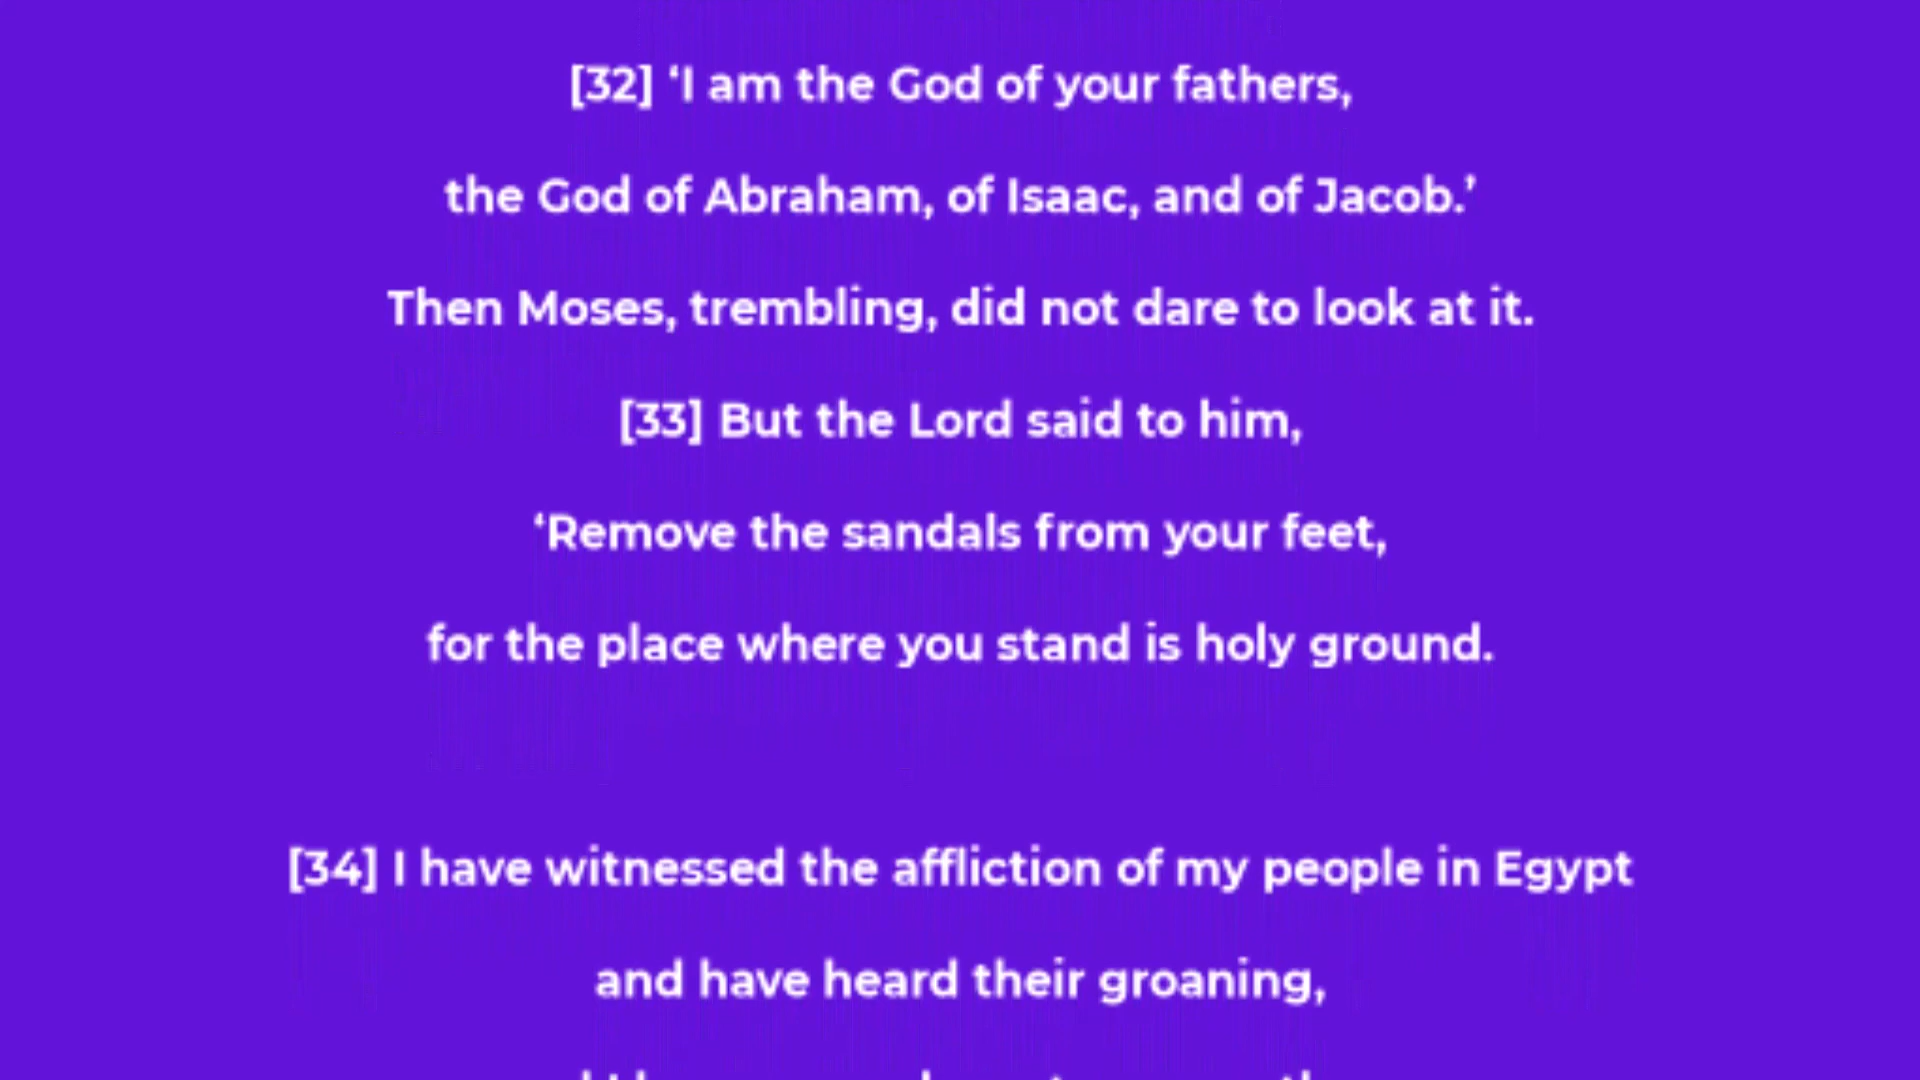 [32] ‘I am the God of your fathers,
the God of Abraham, of Isaac, and of Jacob.’
Then Moses, trembling, did not dare to look at it.
[33] But the Lord said to him,
‘Remove the sandals from your feet,
for the place where you stand is holy ground.
[34] I have witnessed the affliction of my people in Egypt
and have heard their groaning,